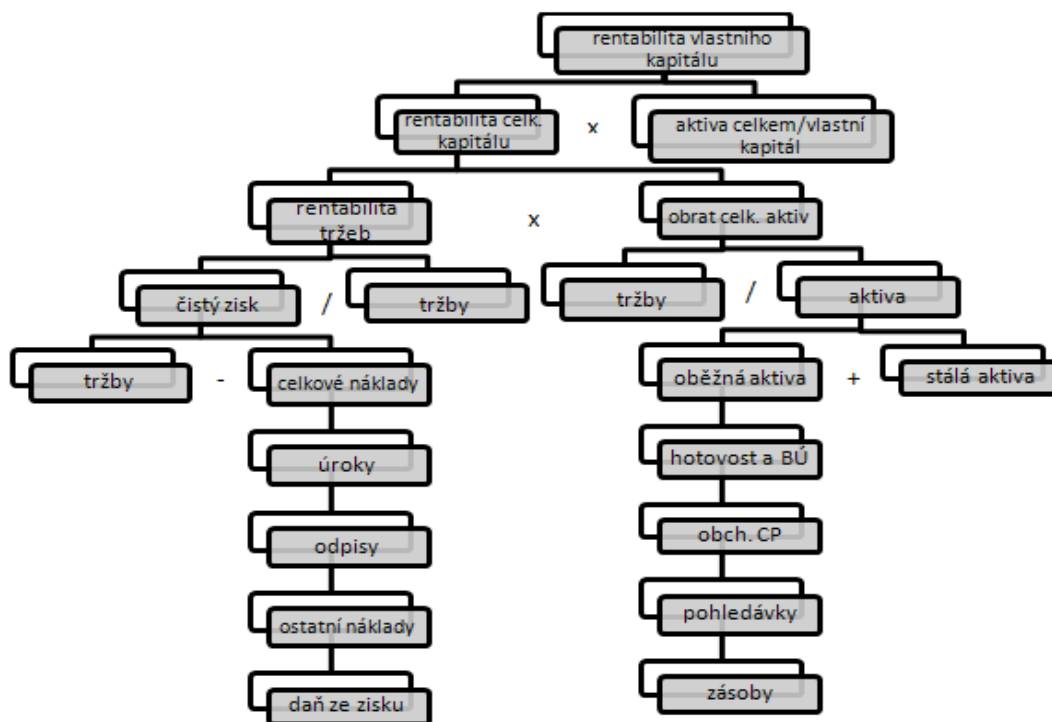 rentabilita vlastního
kapitálu
rentabilita celk.
kapitálu
x
aktiva celkem/vlastní
kapitál
rentabilita
tržeb
x
obrat celk. aktiv
čistý zisk
/
tržby
tržby
/
aktiva
tržby
-
celkové náklady
oběžná aktiva
+
stálá aktiva
úroky
hotovost a BÚ
odpisy
obch. CP
ostatní náklady
pohledávky
daň ze zisku
zásoby